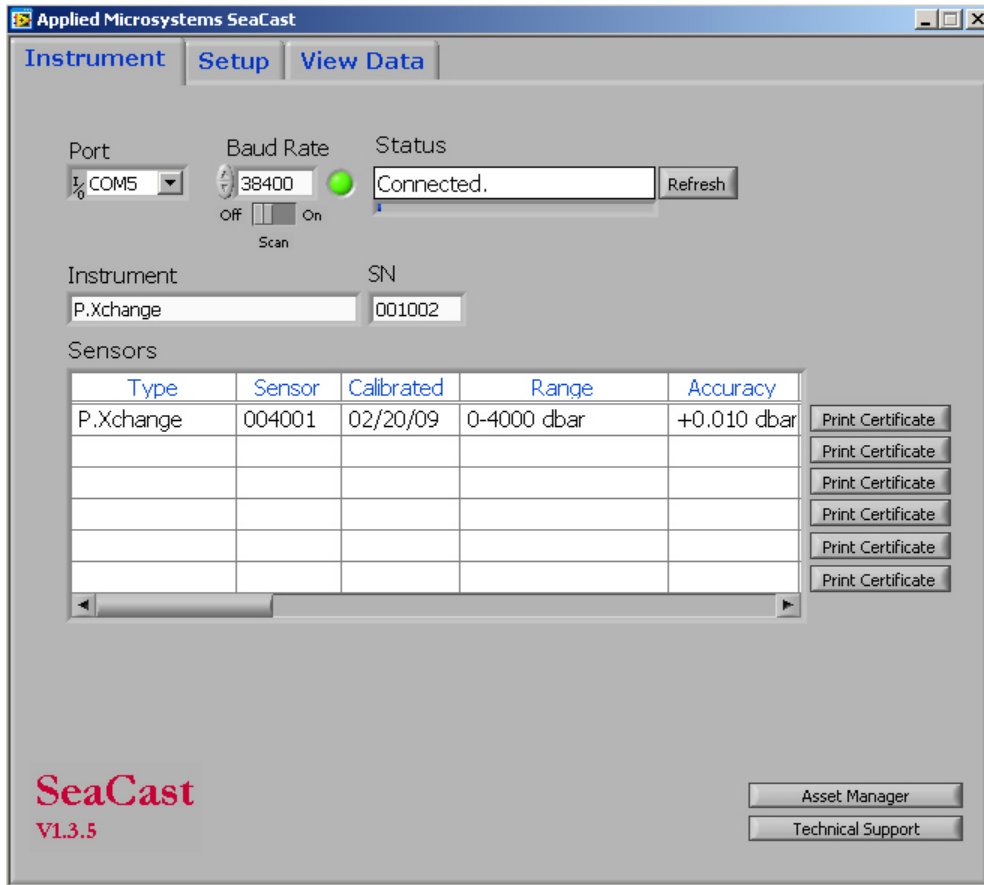 Applied Microsystems SeaCast
Instrument Setup View Data
Port Baud Rate Status
I/O COM5 38400 Connected. Refresh
Off On
Scan
Instrument SN
P.Xchange 001002
Sensors
Type Sensor Calibrated Range Accuracy
P.Xchange 004001 02/20/09 0-4000 dbar +0.010 dbar Print Certificate
Print Certificate
Print Certificate
Print Certificate
Print Certificate
Print Certificate
SeaCast
V1.3.5
Asset Manager
Technical Support